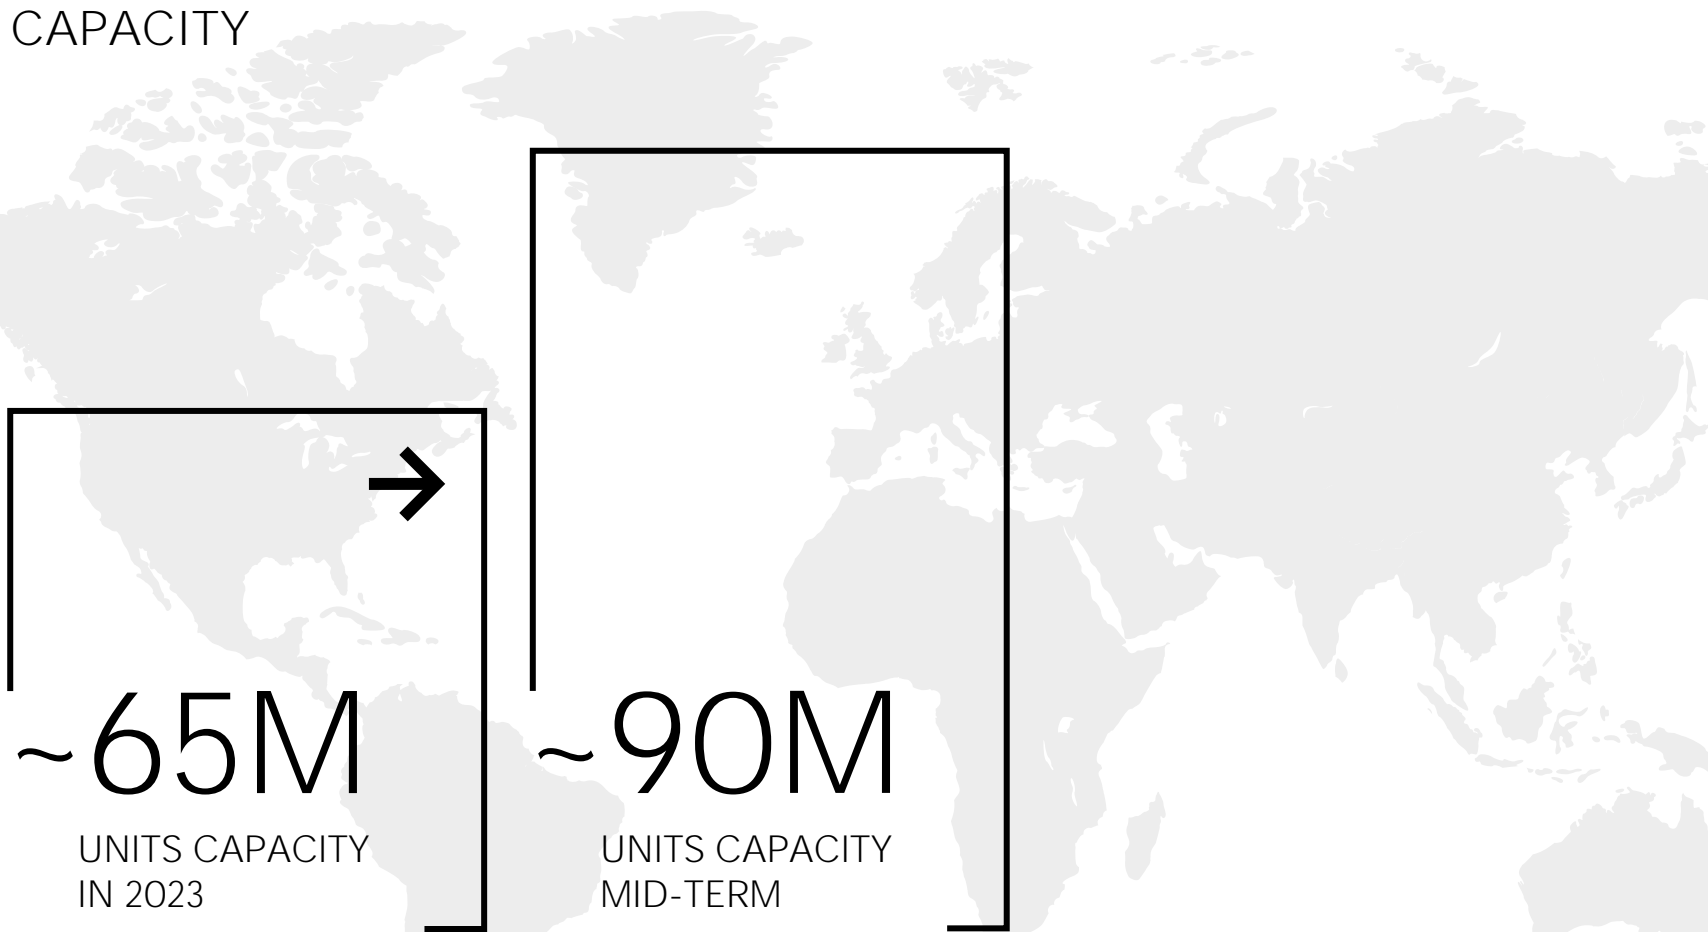 CAPACITY
~65M
UNITS CAPACITY
IN 2023
~90M
UNITS CAPACITY
MID-TERM